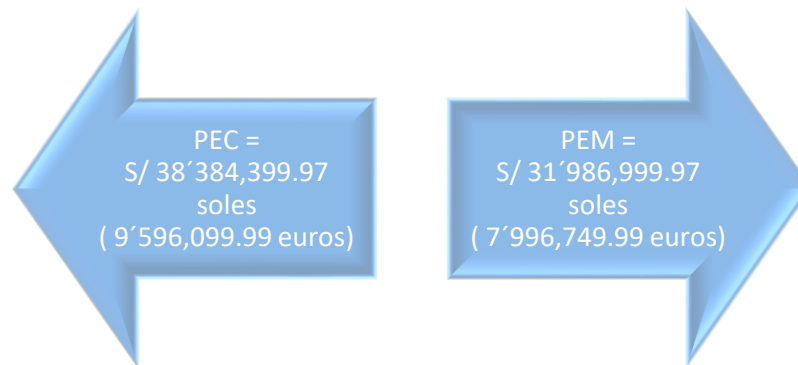 PEC =
S/ 38´384,399.97
soles
( 9´596,099.99 euros)
PEM =
S/ 31´986,999.97
soles
( 7´996,749.99 euros)